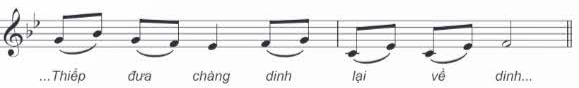 ...Thiếp đưa chàng dinh lại về dinh...